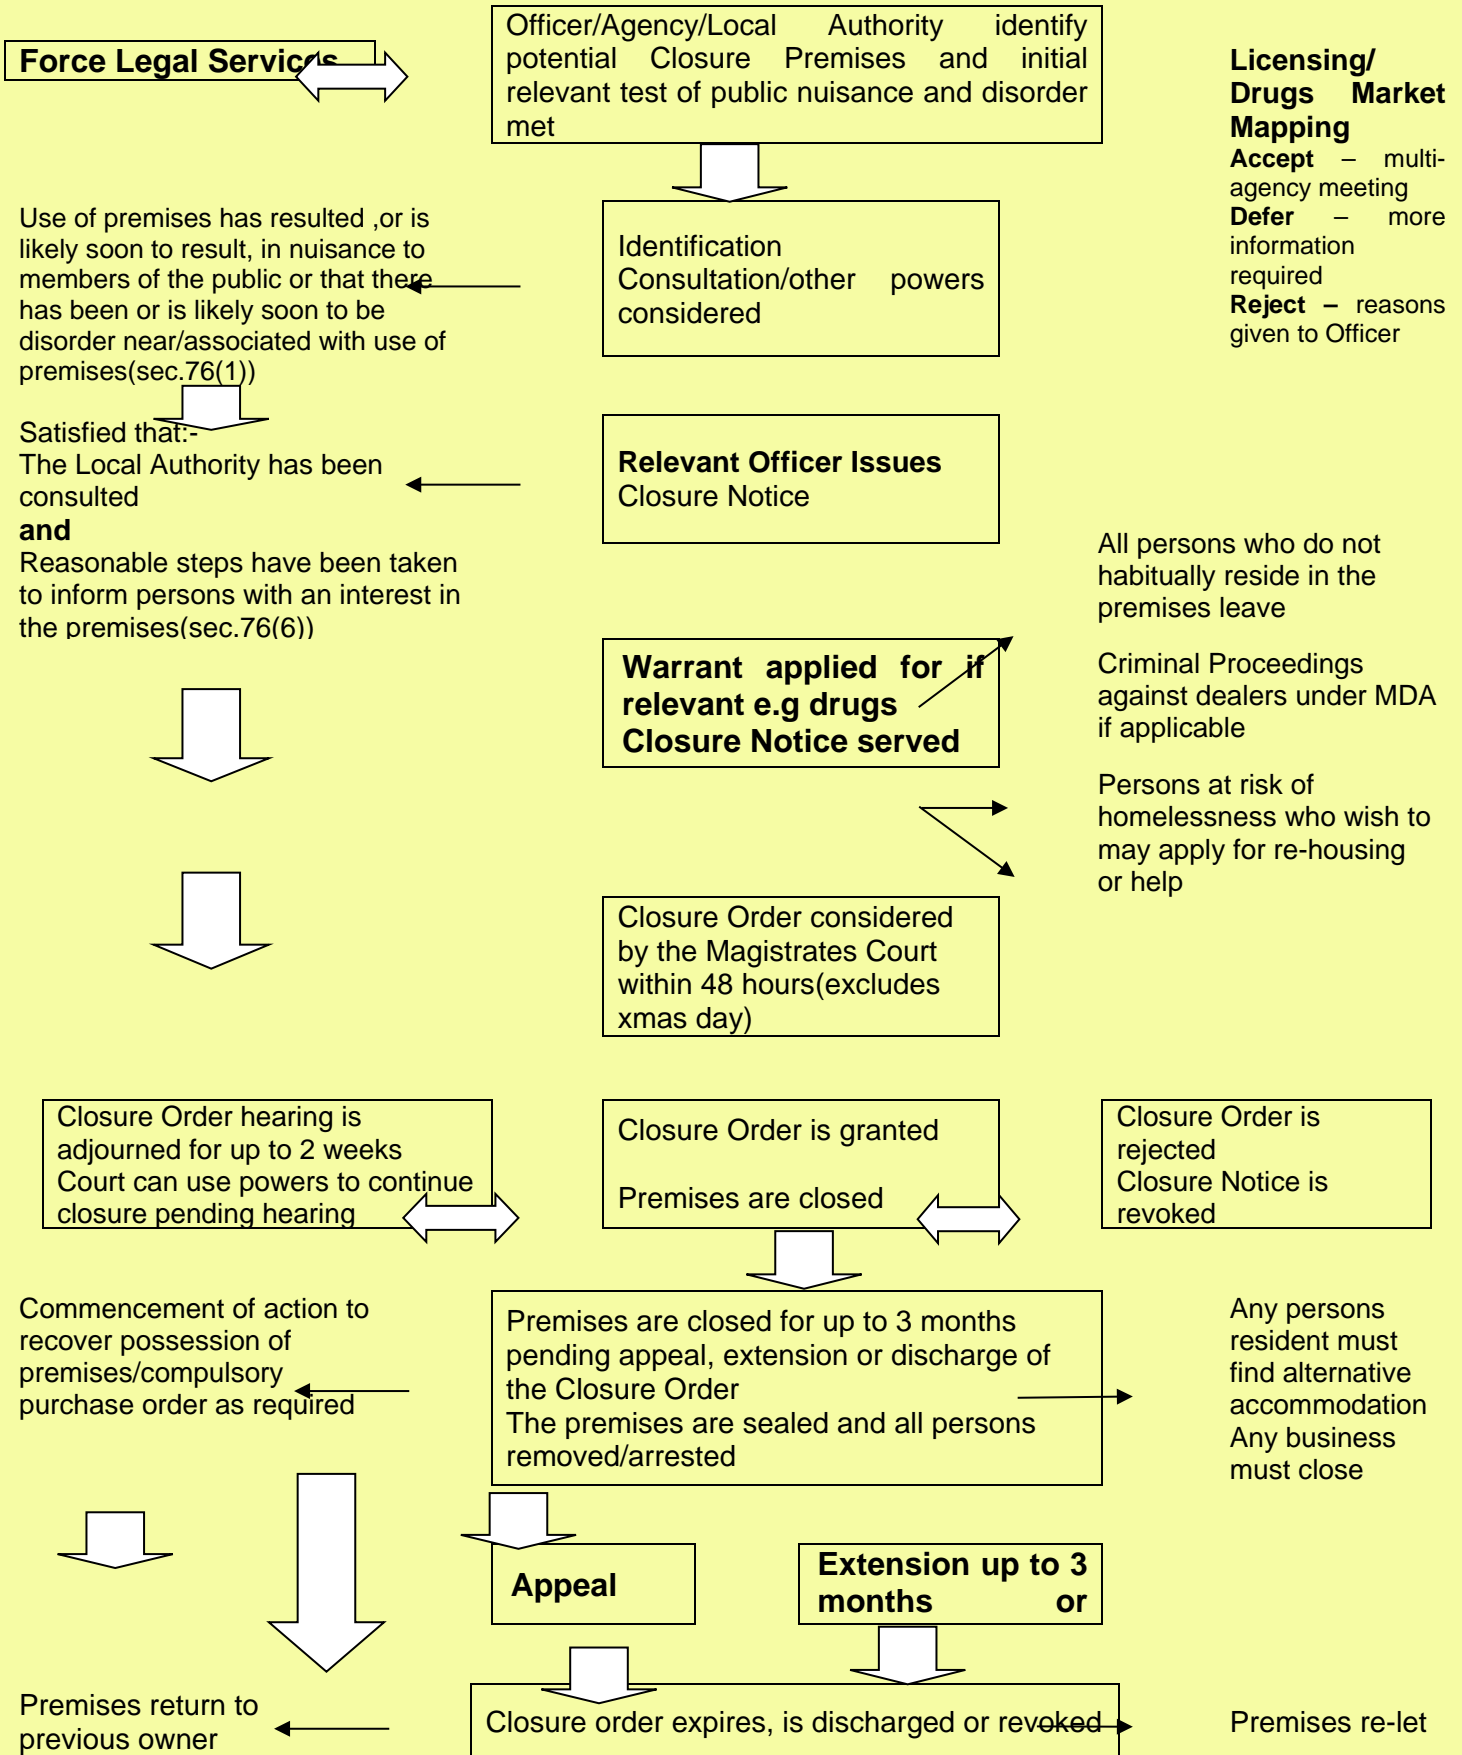 Force Legal Services
Officer/Agency/Local Authority identify
potential Closure Premises and initial
relevant test of public nuisance and disorder
met
Licensing/
Drugs Market
Mapping
Accept – multi-
agency meeting
Defer – more
information
required
Reject – reasons
given to Officer
Use of premises has resulted ,or is
likely soon to result, in nuisance to
members of the public or that there
has been or is likely soon to be
disorder near/associated with use of
premises(sec.76(1))
Identification
Consultation/other powers
considered
Satisfied that:-
The Local Authority has been
consulted
and
Reasonable steps have been taken
to inform persons with an interest in
the premises(sec.76(6))
Relevant Officer Issues
Closure Notice
All persons who do not
habitually reside in the
premises leave
Warrant applied for if
relevant e.g drugs
Closure Notice served
Criminal Proceedings
against dealers under MDA
if applicable
Persons at risk of
homelessness who wish to
may apply for re-housing
or help
Closure Order considered
by the Magistrates Court
within 48 hours(excludes
xmas day)
Closure Order hearing is
adjourned for up to 2 weeks
Court can use powers to continue
closure pending hearing
Closure Order is granted
Premises are closed
Closure Order is
rejected
Closure Notice is
revoked
Commencement of action to
recover possession of
premises/compulsory
purchase order as required
Premises are closed for up to 3 months
pending appeal, extension or discharge of
the Closure Order
The premises are sealed and all persons
removed/arrested
Any persons
resident must
find alternative
accommodation
Any business
must close
Appeal
Extension up to 3
months or
Premises return to
previous owner
Closure order expires, is discharged or revoked
Premises re-let